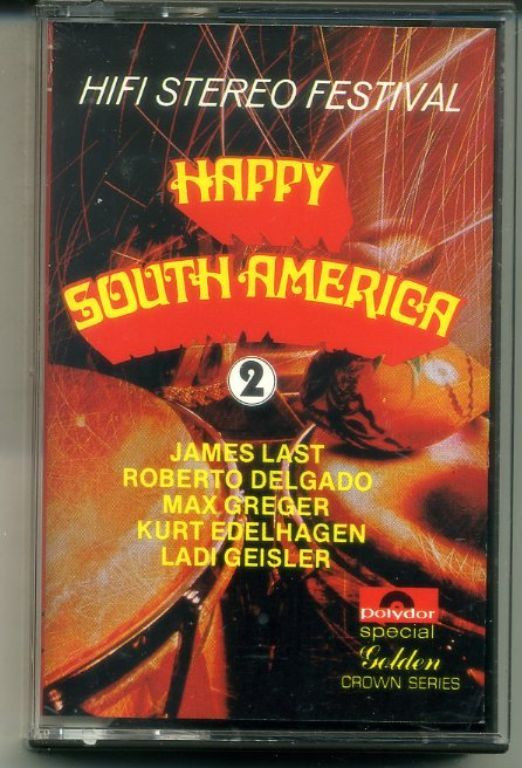 HIFI STEREO FESTIVAL
HAPPY
SOUTH AMERICA
2
JAMES LAST
ROBERTO DELGADO
MAX GREGER
KURT EDELHAGEN
LADI GEISLER
polydor
special
Golden
CROWN SERIES